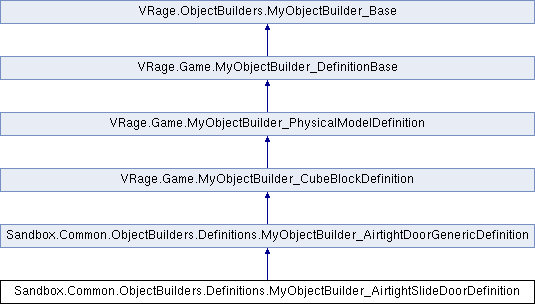 VRage.ObjectBuilders.MyObjectBuilder_Base
VRage.Game.MyObjectBuilder_DefinitionBase
VRage.Game.MyObjectBuilder_PhysicalModelDefinition
VRage.Game.MyObjectBuilder_CubeBlockDefinition
Sandbox.Common.ObjectBuilders.Definitions.MyObjectBuilder_AirtightDoorGenericDefinition
Sandbox.Common.ObjectBuilders.Definitions.MyObjectBuilder_AirtightSlideDoorDefinition